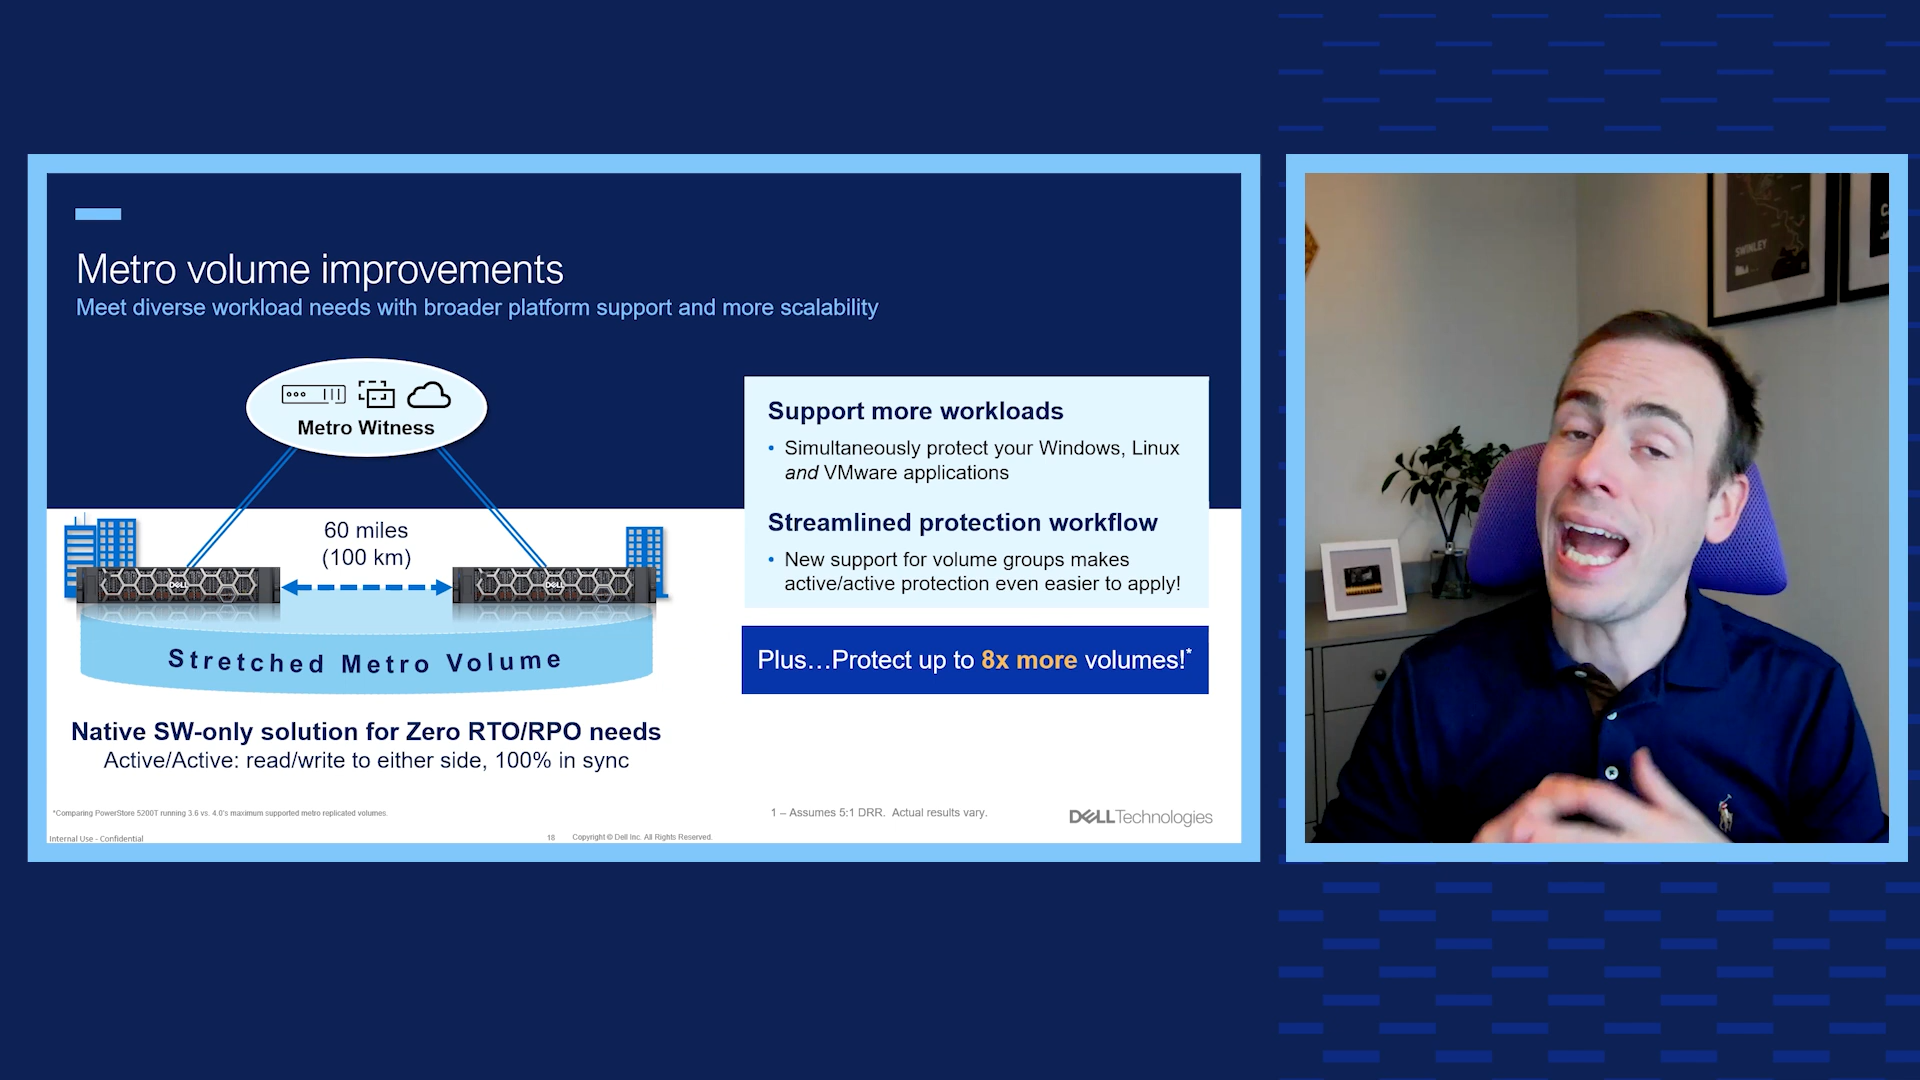 Metro volume improvements
Meet diverse workload needs with broader platform support and more scalability
Metro Witness
60 miles
(100 km)
DELL
DELL
Stretched Metro Volume
Native SW-only solution for Zero RTO/RPO needs
Active/Active: read/write to either side, 100% in sync
Support more workloads
• Simultaneously protect your Windows, Linux
and VMware applications
Streamlined protection workflow
• New support for volume groups makes
active/active protection even easier to apply!
Plus…Protect up to 8x more volumes!*
*Comparing PowerStore 5200T running 3.6 vs. 4.0's maximum supported metro replicated volumes.
1 – Assumes 5:1 DRR. Actual results vary.
DELLTechnologies
Internal Use - Confidential
18
Copyright © Dell Inc. All Rights Reserved.
SWINLEY